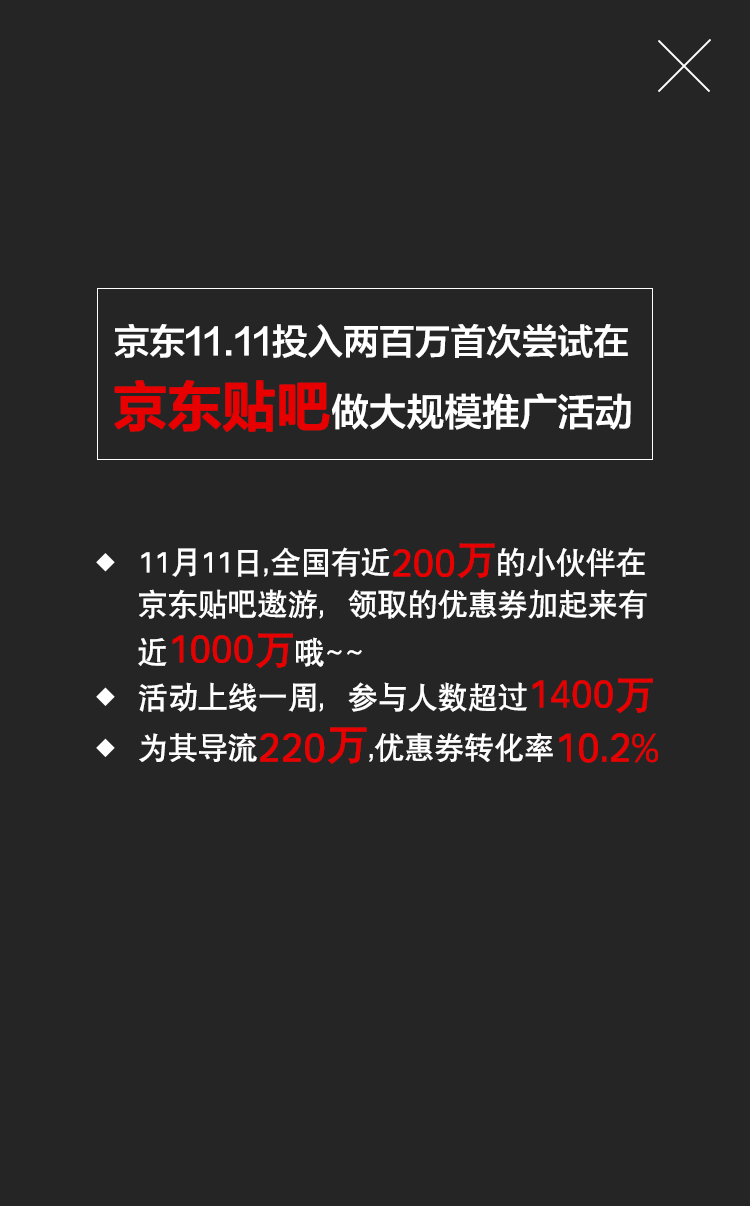 京东11.11投入两百万首次尝试在
京东贴吧做大规模推广活动
11月11日,全国有近200万的小伙伴在
京东贴吧遨游，领取的优惠券加起来有
近1000万哦~~
活动上线一周，参与人数超过1400万
为其导流220万,优惠券转化率10.2%